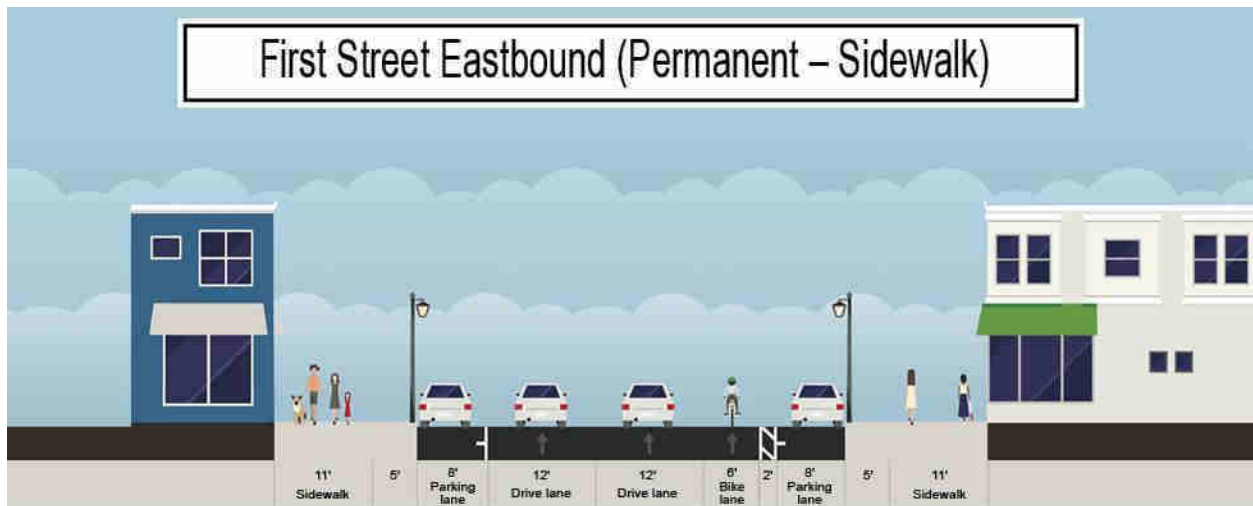 First Street Eastbound (Permanent – Sidewalk)
11'
Sidewalk
5'
8'
Parking
lane
12'
Drive lane
12'
Drive lane
6'
Bike
lane
2'
8'
Parking
lane
5'
11'
Sidewalk